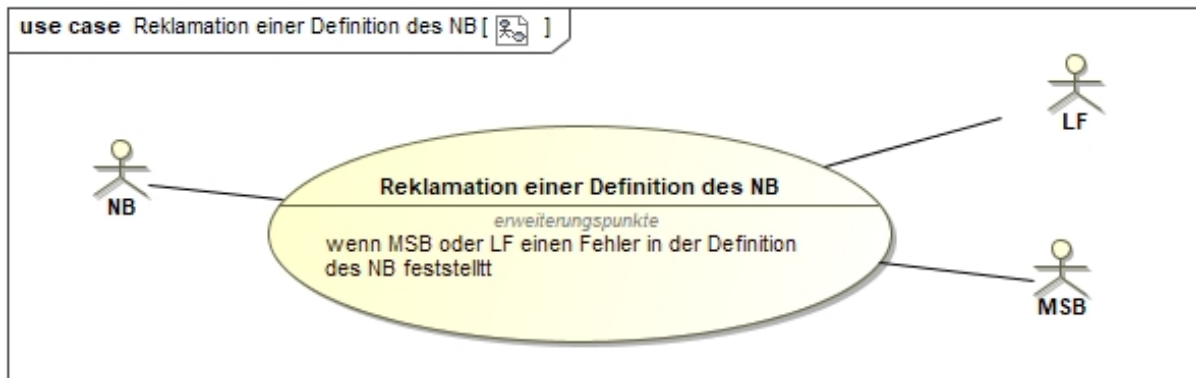 use case Reklamation einer Definition des NB [ ]
LF
NB
Reklamation einer Definition des NB
erweiterungspunkte
wenn MSB oder LF einen Fehler in der Definition
des NB feststelltt
MSB